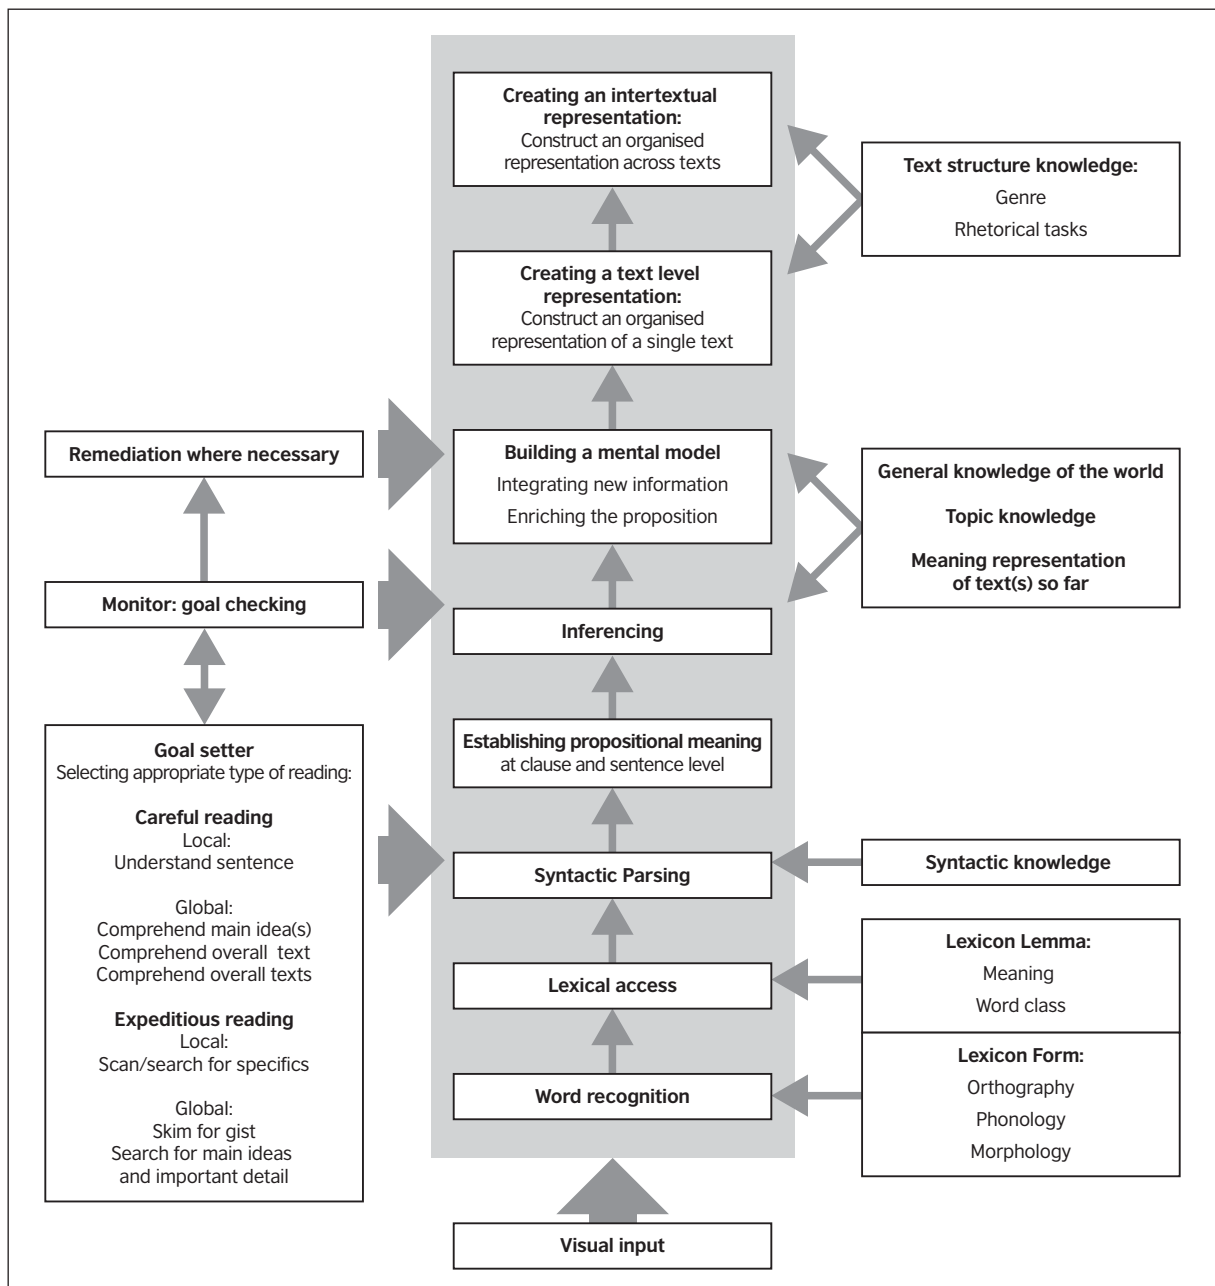 Creating an intertextual
representation:
Construct an organised
representation across texts
Text structure knowledge:
Genre
Rhetorical tasks
Creating a text level
representation:
Construct an organised
representation of a single text
Remediation where necessary
Building a mental model
Integrating new information
Enriching the proposition
General knowledge of the world
Topic knowledge
Meaning representation
of text(s) so far
Monitor: goal checking
Inferencing
Goal setter
Selecting appropriate type of reading:
Careful reading
Local:
Understand sentence
Global:
Comprehend main idea(s)
Comprehend overall text
Comprehend overall texts
Expeditious reading
Local:
Scan/search for specifics
Global:
Skim for gist
Search for main ideas
and important detail
Establishing propositional meaning
at clause and sentence level
Syntactic Parsing
Syntactic knowledge
Lexical access
Lexicon Lemma:
Meaning
Word class
Word recognition
Lexicon Form:
Orthography
Phonology
Morphology
Visual input